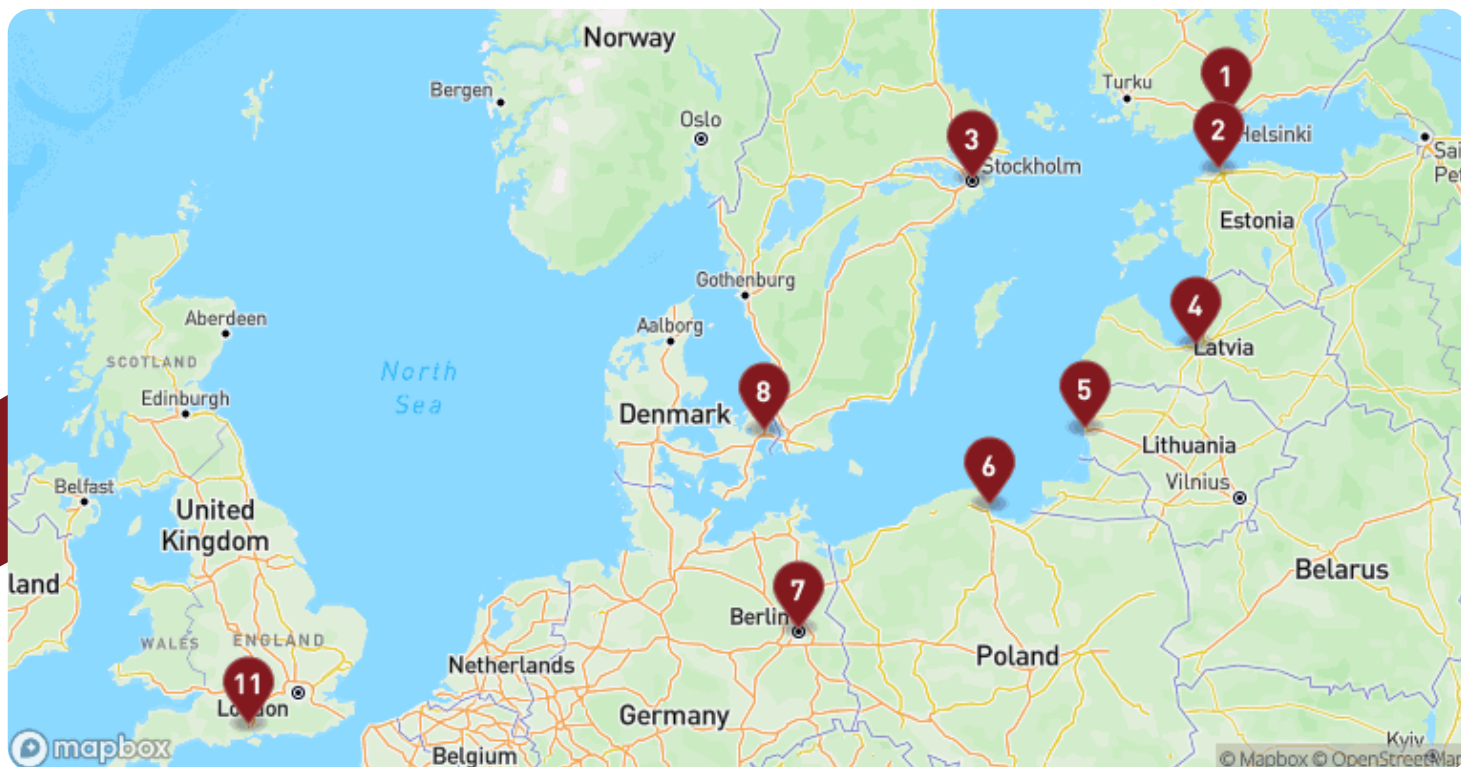 Norway
Bergen
Oslo
Turku
1
2
Helsinki
3
Stockholm
Sai
Pet
Estonia
Gothenburg
Aberdeen
Aalborg
4
Latvia
SCOTLAND
North
Sea
Edinburgh
8
Denmark
5
Lithuania
6
Vilnius
Belfast
United
Kingdom
land
Belarus
7
Berlin
WALES
ENGLAND
Netherlands
Poland
11
London
Germany
Belgium
Kyiv
mapbox
© Mapbox © OpenStreetMap